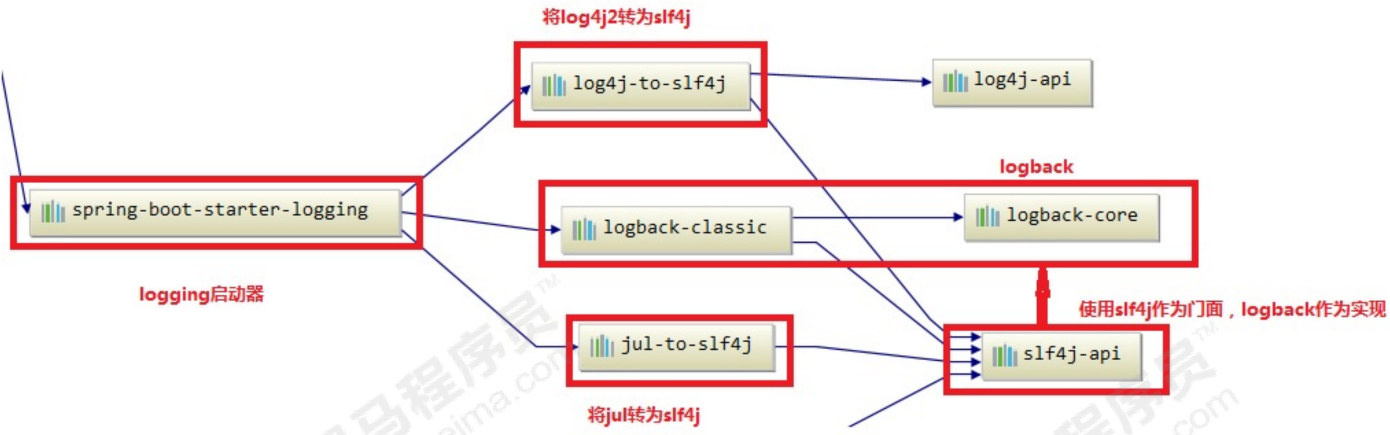 将log4j2转为slf4j
log4j-to-slf4j
log4j-api
logback
spring-boot-starter-logging
logback-classic
logback-core
logging启动器
使用slf4j作为门面，logback作为实现
jul-to-slf4j
slf4j-api
将jul转为slf4j
马程序员™
eima.com
程序员™
.com